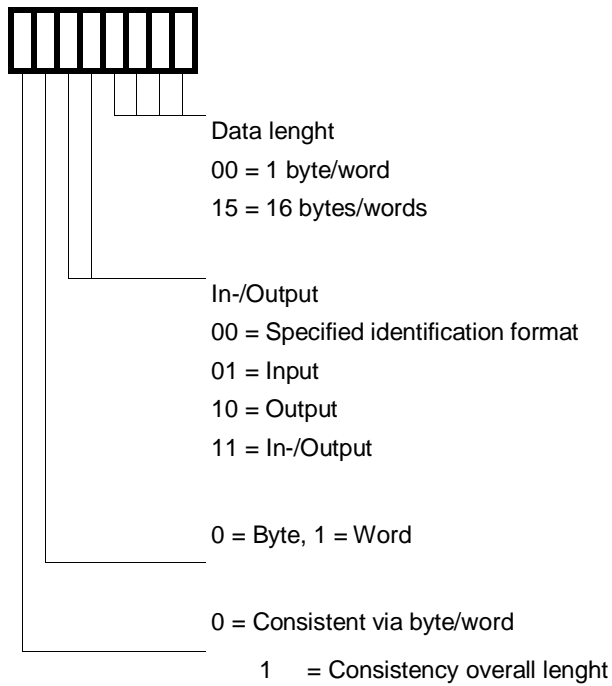 Data lenght
00 = 1 byte/word
15 = 16 bytes/words
In-/Output
00 = Specified identification format
01 = Input
10 = Output
11 = In-/Output
0 = Byte, 1 = Word
0 = Consistent via byte/word
1 = Consistency overall lenght